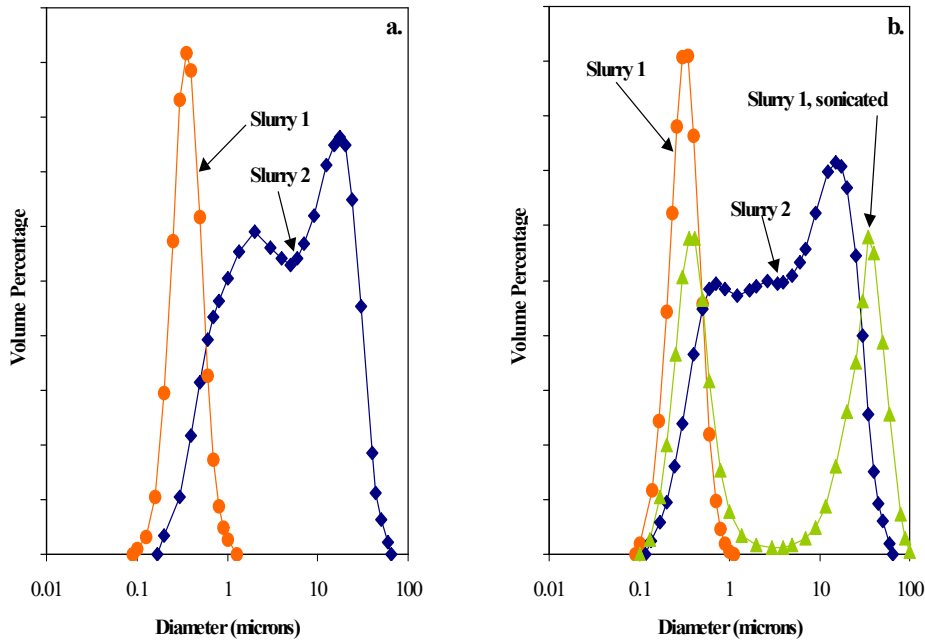 a.
Slurry 1
Slurry 2
Volume Percentage
0.01 0.1 1 10 100
Diameter (microns)
b.
Slurry 1
Slurry 1, sonicated
Slurry 2
Volume Percentage
0.01 0.1 1 10 100
Diameter (microns)